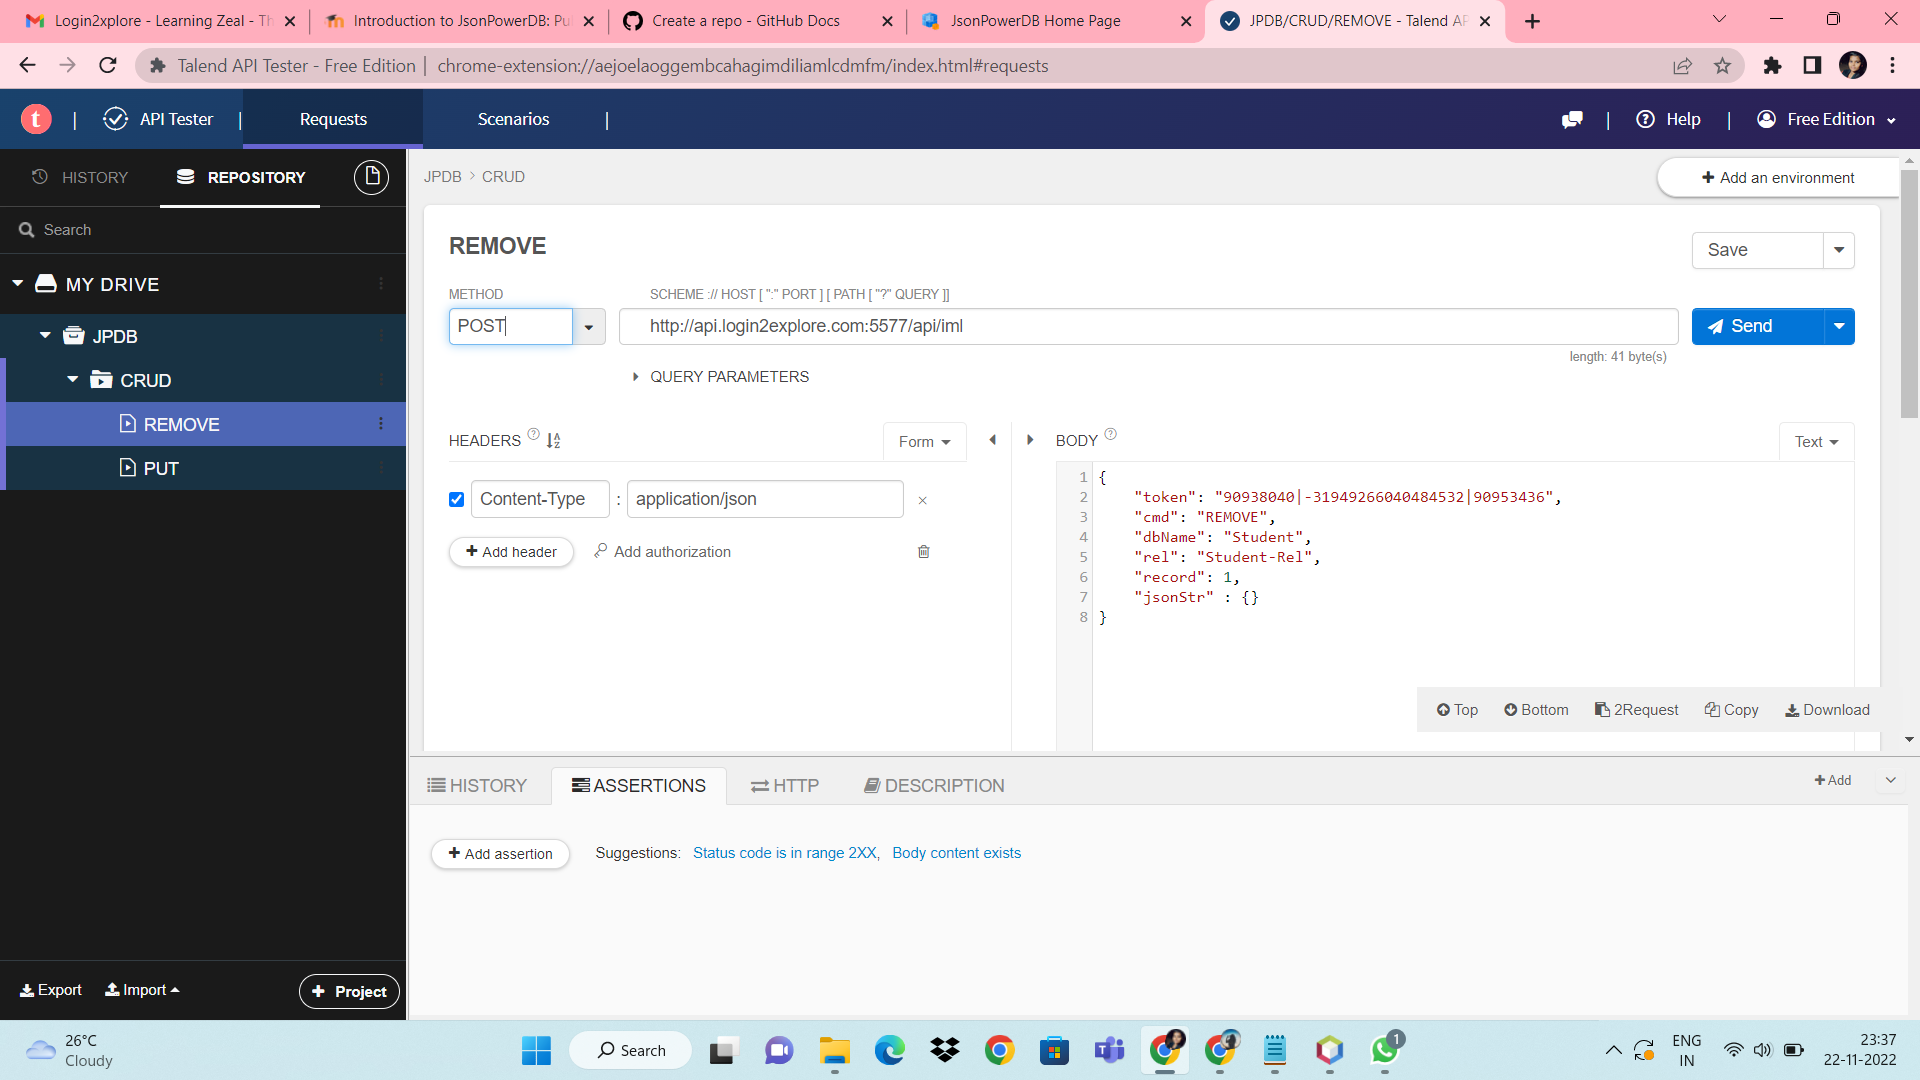 Login2xplore - Learning Zeal - Th
Introduction to JsonPowerDB: Pu
Create a repo - GitHub Docs
JsonPowerDB Home Page
JPDB/CRUD/REMOVE - Talend AP
Talend API Tester - Free Edition | chrome-extension://aejoelaoggembcahagimdiliamlcdmfm/index.html#requests
t | API Tester | Requests Scenarios | | Help | Free Edition
HISTORY REPOSITORY
Search
MY DRIVE
JPDB
CRUD
REMOVE
PUT
Export Import + Project
JPDB > CRUD
+ Add an environment
REMOVE
Save
METHOD SCHEME :// HOST [ ":" PORT ] [ PATH [ "?" QUERY ]]
POST http://api.login2explore.com:5577/api/iml Send
length: 41 byte(s)
QUERY PARAMETERS
HEADERS ? Form
BODY ? Text
Content-Type : application/json ×
+ Add header Add authorization
1 {
2 "token": "90938040|-31949266040484532|90953436",
3 "cmd": "REMOVE",
4 "dbName": "Student",
5 "rel": "Student-Rel",
6 "record": 1,
7 "jsonStr" : {}
8 }
Top Bottom 2Request Copy Download
HISTORY ASSERTIONS HTTP DESCRIPTION
+ Add
+ Add assertion Suggestions: Status code is in range 2XX, Body content exists
26°C
Cloudy
Search
1
ENG
IN
23:37
22-11-2022